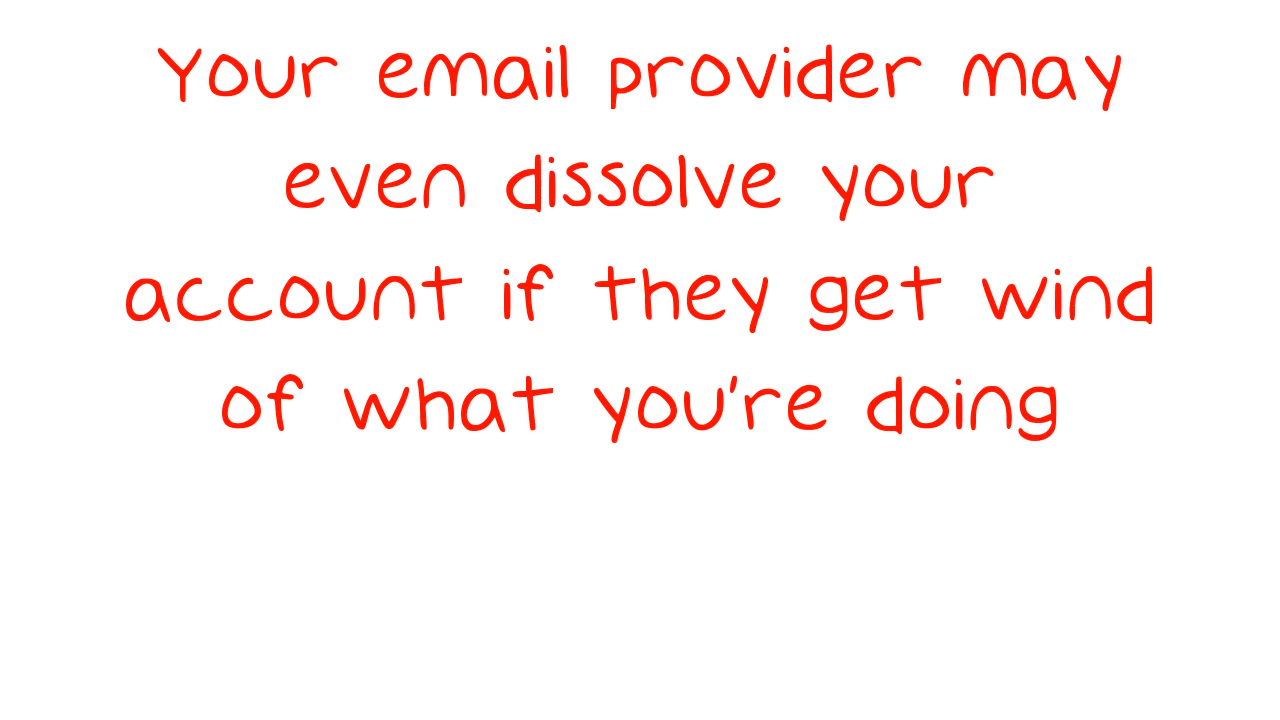 Your email provider may
even dissolve your
account if they get wind
of what you're doing